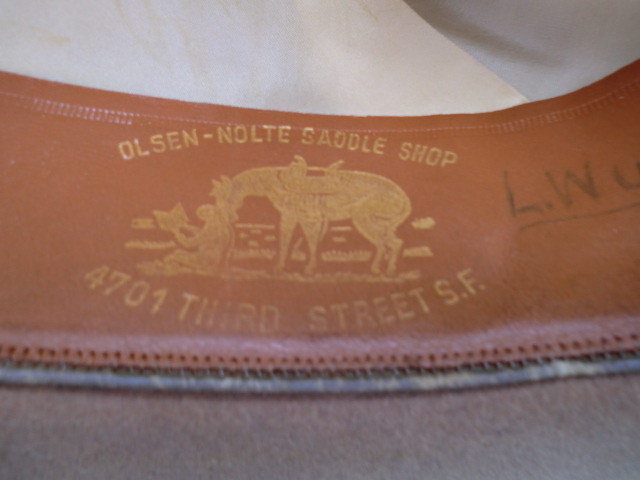 OLSEN-NOLTE SADDLE SHOP
4701 THIRD STREET S.F.